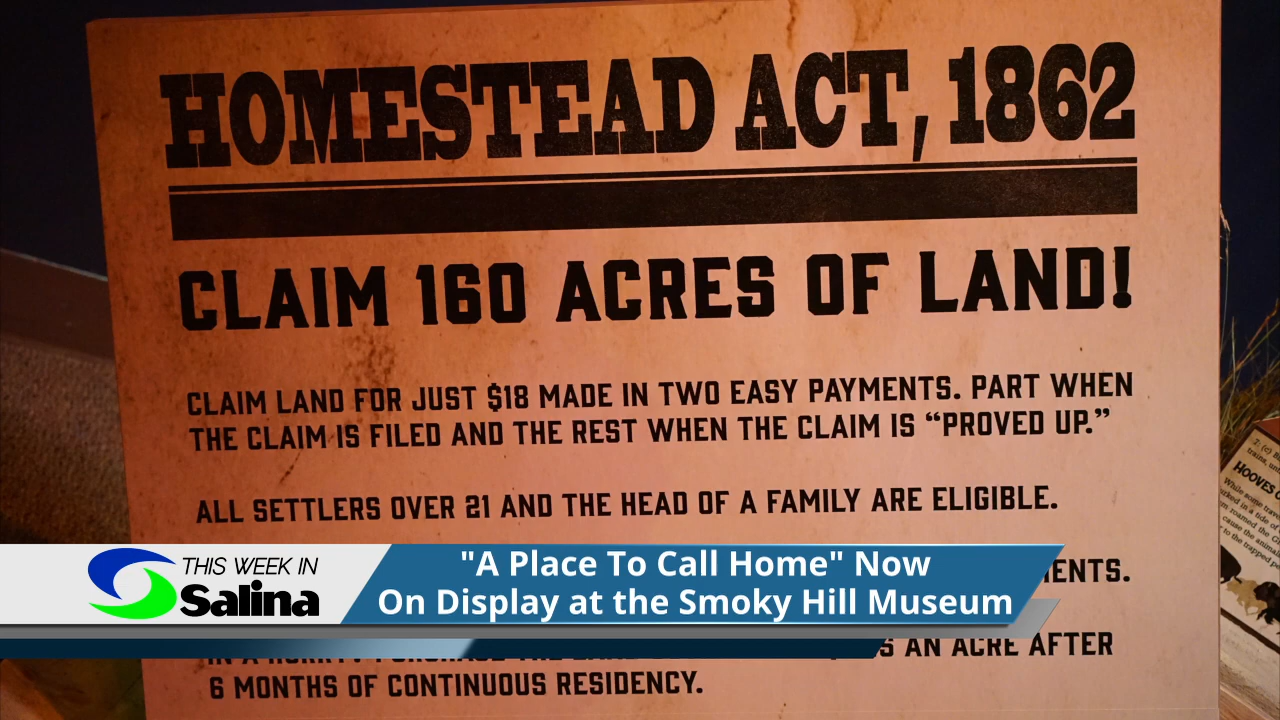 HOMESTEAD ACT, 1862
CLAIM 160 ACRES OF LAND!
CLAIM LAND FOR JUST $18 MADE IN TWO EASY PAYMENTS. PART WHEN
THE CLAIM IS FILED AND THE REST WHEN THE CLAIM IS “PROVED UP.”
ALL SETTLERS OVER 21 AND THE HEAD OF A FAMILY ARE ELIGIBLE.
AN ACRE AFTER
6 MONTHS OF CONTINUOUS RESIDENCY.
THIS WEEK IN
Salina
"A Place To Call Home" Now
On Display at the Smoky Hill Museum
HOOVES
While some